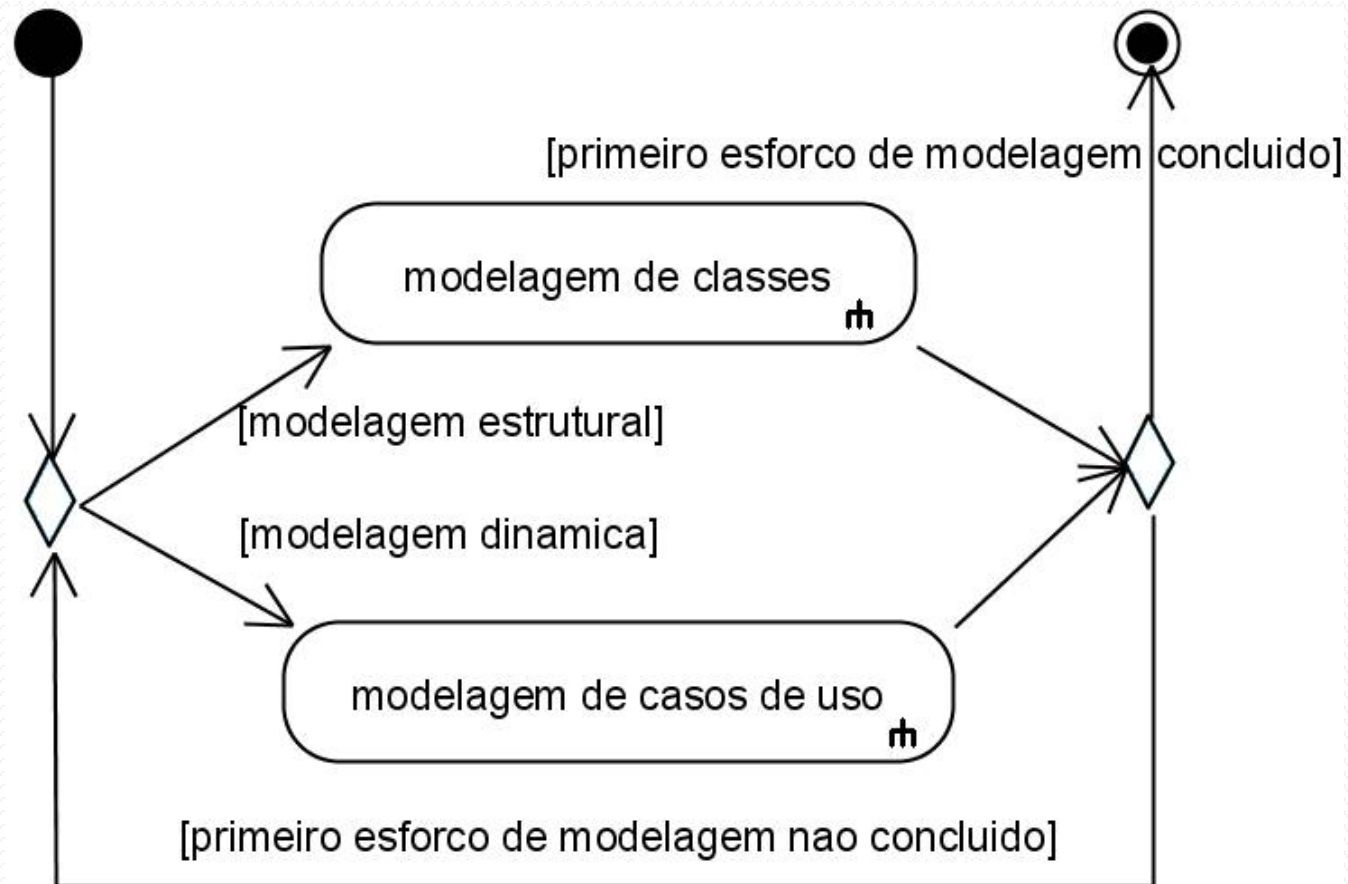 [primeiro esforco de modelagem concluido]
modelagem de classes
[modelagem estrutural]
[modelagem dinamica]
modelagem de casos de uso
[primeiro esforco de modelagem nao concluido]